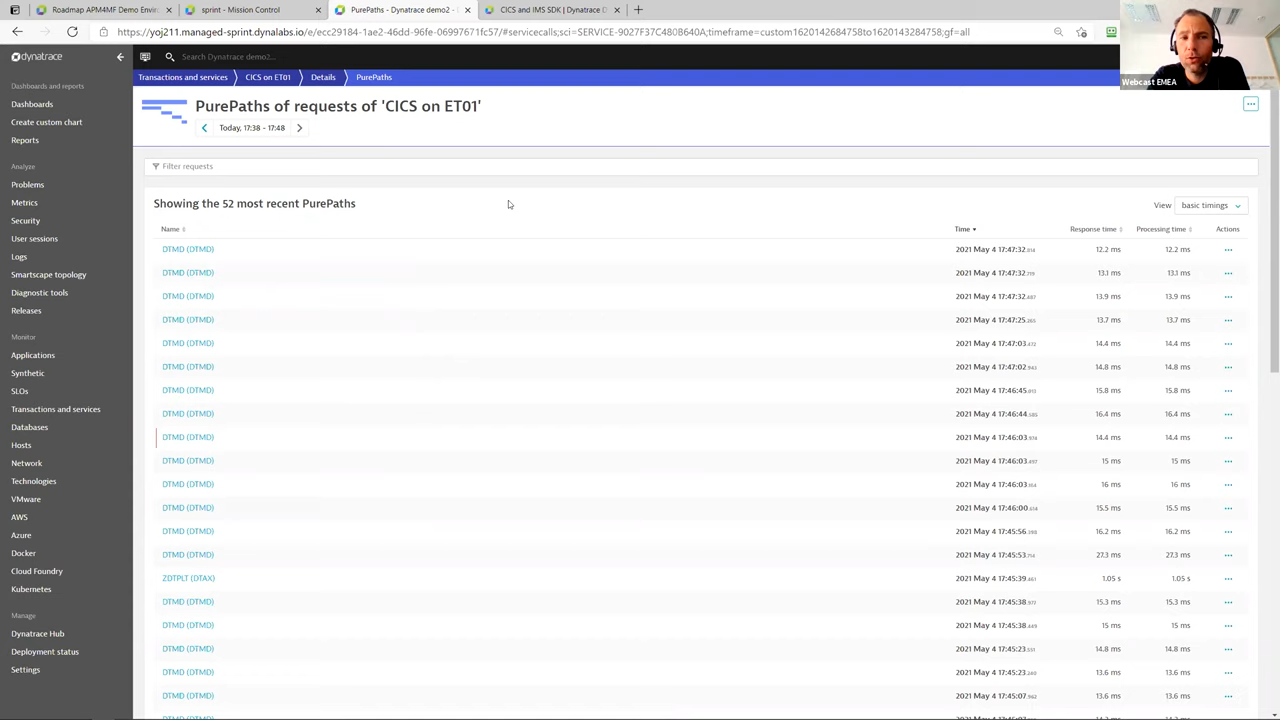 Roadmap APM4MF Demo Envir
sprint - Mission Control
PurePaths - Dynatrace demo2 - D
CICS and IMS SDK | Dynatrace D
https://yoj211.managed-sprint.dynalabs.io/e/ecc29184-1ae2-46dd-96fe-06997671fc57/#servicecalls;sci=SERVICE-9027F37C480B640A;timeframe=custom1620142684758to1620143284758;gf=all
Webcast EMEA
dynatrace
Search Dynatrace demo2...
Transactions and services
CICS on ET01
Details
PurePaths
PurePaths of requests of 'CICS on ET01'
Today, 17:38 - 17:48
Filter requests
Showing the 52 most recent PurePaths
View basic timings
Name Time Response time Processing time Actions
DTMD (DTMD) 2021 May 4 17:47:32 12.2 ms 12.2 ms
DTMD (DTMD) 2021 May 4 17:47:32 13.1 ms 13.1 ms
DTMD (DTMD) 2021 May 4 17:47:32 13.9 ms 13.9 ms
DTMD (DTMD) 2021 May 4 17:47:25 13.7 ms 13.7 ms
DTMD (DTMD) 2021 May 4 17:47:03 14.4 ms 14.4 ms
DTMD (DTMD) 2021 May 4 17:47:02 14.8 ms 14.8 ms
DTMD (DTMD) 2021 May 4 17:46:45 15.8 ms 15.8 ms
DTMD (DTMD) 2021 May 4 17:46:44 16.4 ms 16.4 ms
DTMD (DTMD) 2021 May 4 17:46:03 14.4 ms 14.4 ms
DTMD (DTMD) 2021 May 4 17:46:03 15 ms 15 ms
DTMD (DTMD) 2021 May 4 17:46:03 16 ms 16 ms
DTMD (DTMD) 2021 May 4 17:46:00 15.5 ms 15.5 ms
DTMD (DTMD) 2021 May 4 17:45:56 16.2 ms 16.2 ms
DTMD (DTMD) 2021 May 4 17:45:53 27.3 ms 27.3 ms
ZDTPLT (DTAX) 2021 May 4 17:45:39 1.05 s 1.05 s
DTMD (DTMD) 2021 May 4 17:45:38 15.3 ms 15.3 ms
DTMD (DTMD) 2021 May 4 17:45:38 15 ms 15 ms
DTMD (DTMD) 2021 May 4 17:45:23 14.8 ms 14.8 ms
DTMD (DTMD) 2021 May 4 17:45:23 13.6 ms 13.6 ms
DTMD (DTMD) 2021 May 4 17:45:07 13.6 ms 13.6 ms
Dashboards and reports
Dashboards
Create custom chart
Reports
Analyze
Problems
Metrics
Security
User sessions
Logs
Smartscape topology
Diagnostic tools
Releases
Monitor
Applications
Synthetic
SLOs
Transactions and services
Databases
Hosts
Network
Technologies
VMware
AWS
Azure
Docker
Cloud Foundry
Kubernetes
Manage
Dynatrace Hub
Deployment status
Settings